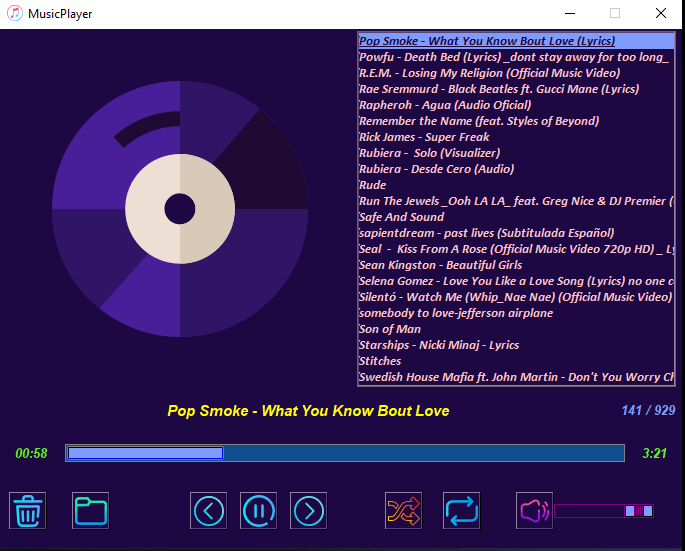 MusicPlayer
Pop Smoke - What You Know Bout Love (Lyrics)
Powfu - Death Bed (Lyrics) _dont stay away for too long_
R.E.M. - Losing My Religion (Official Music Video)
Rae Sremmurd - Black Beatles ft. Gucci Mane (Lyrics)
Rapheroh - Agua (Audio Oficial)
Remember the Name (feat. Styles of Beyond)
Rick James - Super Freak
Rubiera -  Solo (Visualizer)
Rubiera - Desde Cero (Audio)
Rude
Run The Jewels _Ooh LA LA_ feat. Greg Nice & DJ Premier (
Safe And Sound
sapientdream - past lives (Subtitulada Español)
Seal  -  Kiss From A Rose (Official Music Video 720p HD) _ Ly
Sean Kingston - Beautiful Girls
Selena Gomez - Love You Like a Love Song (Lyrics) no one c
Silentó - Watch Me (Whip_Nae Nae) (Official Music Video)
somebody to love-jefferson airplane
Son of Man
Starships - Nicki Minaj - Lyrics
Stitches
Swedish House Mafia ft. John Martin - Don't You Worry Ch
Pop Smoke - What You Know Bout Love
141 / 929
00:58
3:21